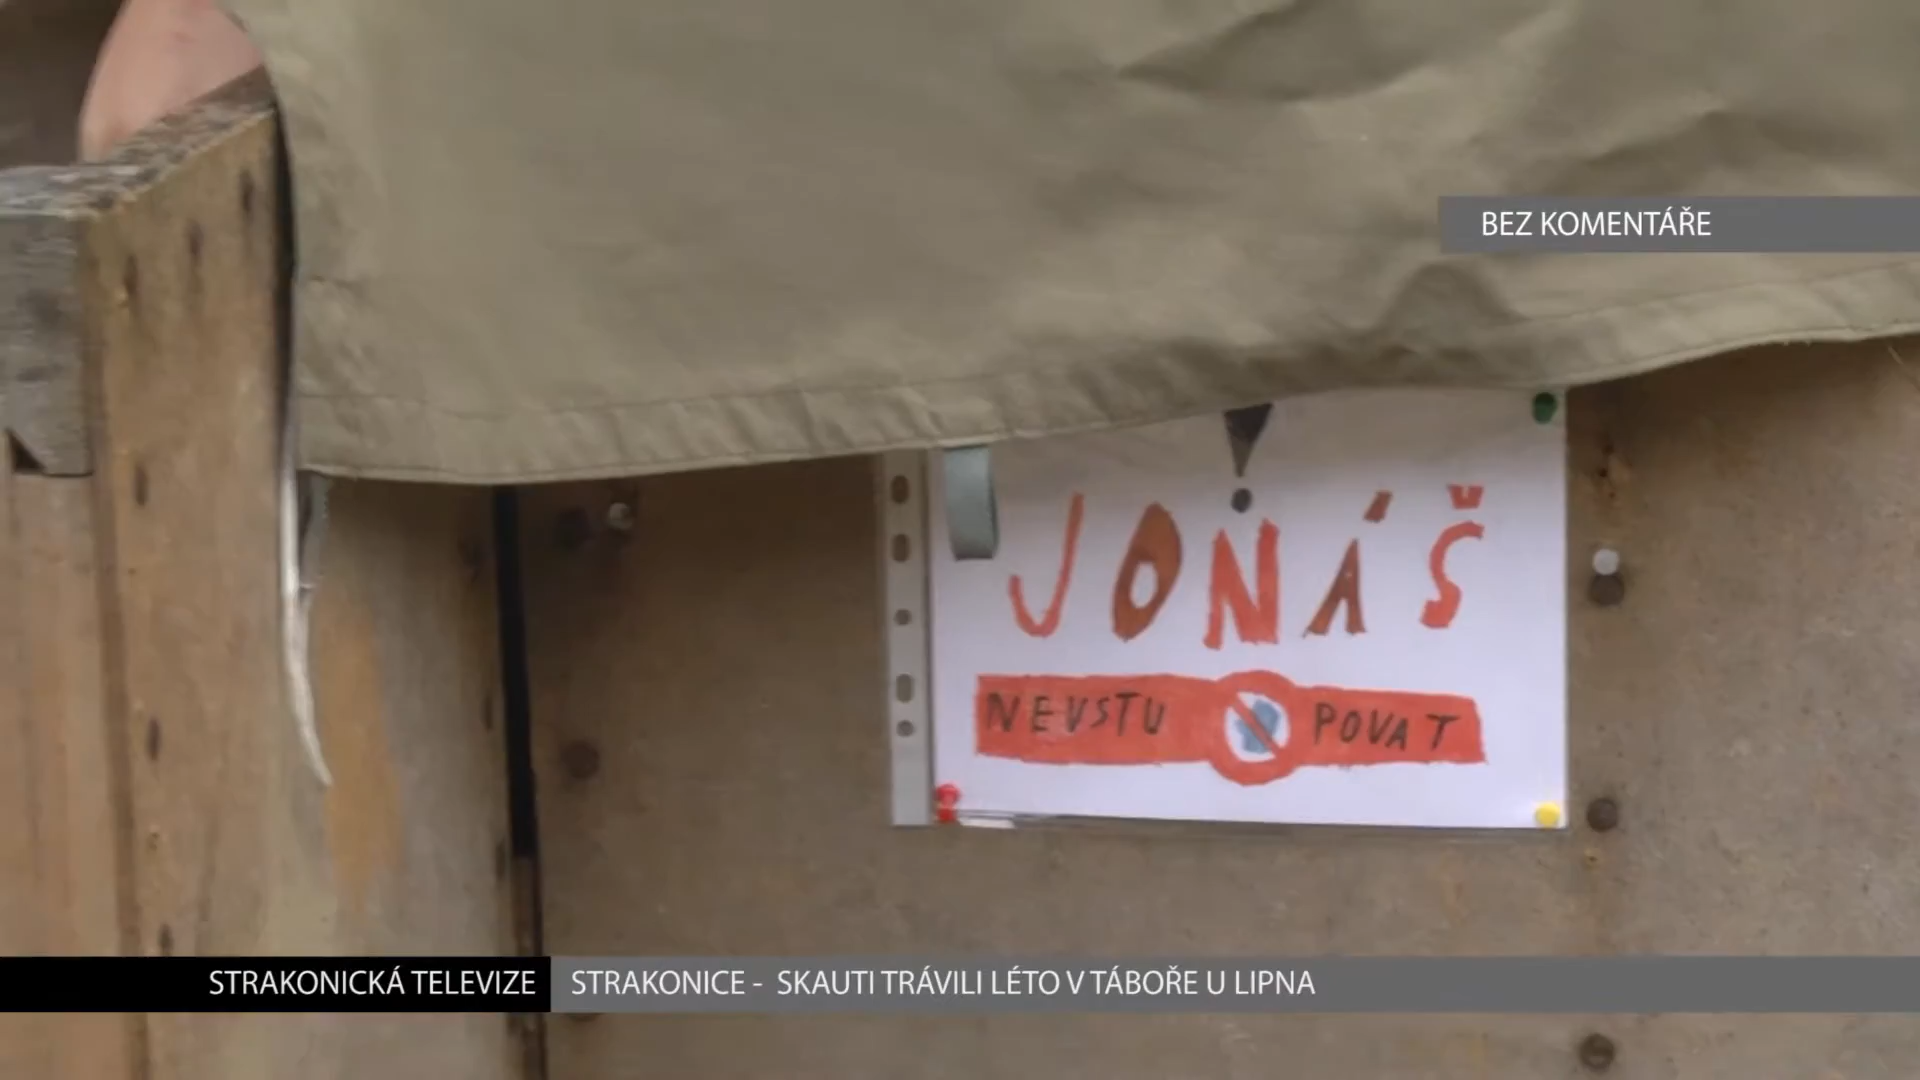 BEZ KOMENTÁŘE
!
JONÁŠ
NEVSTU POVAT
STRAKONICKÁ TELEVIZE STRAKONICE - SKAUTI TRÁVILI LÉTO V TÁBOŘE U LIPNA